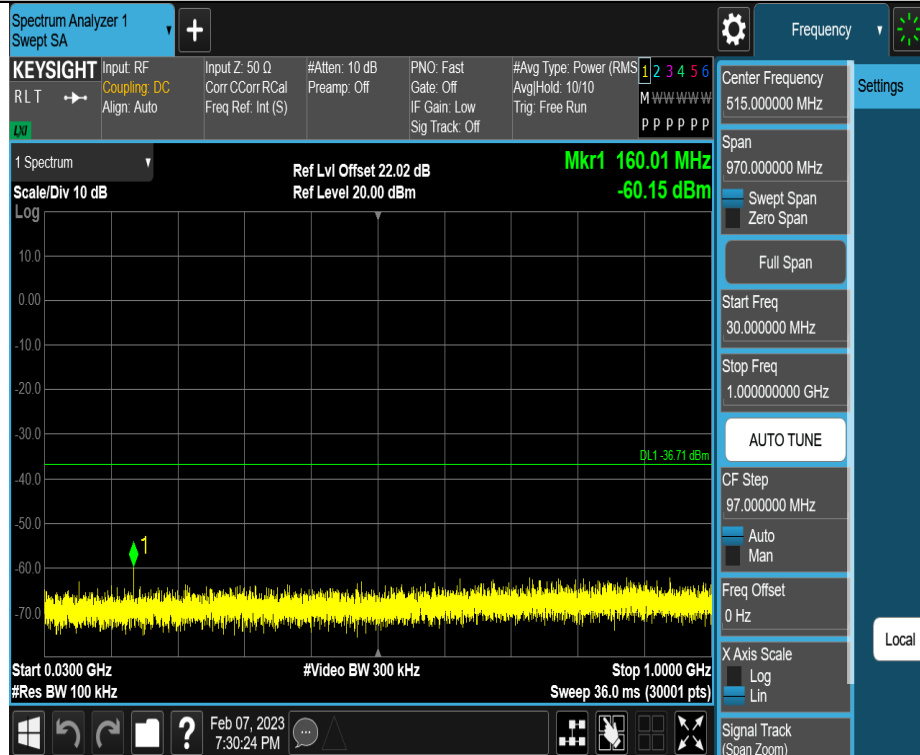 Spectrum Analyzer 1
Swept SA
+
Frequency
KEYSIGHT
RLT
LXI
Input: RF
Coupling: DC
Align: Auto
Input Z: 50 Ω
Corr CCorr RCal
Freq Ref: Int (S)
#Atten: 10 dB
Preamp: Off
PNO: Fast
Gate: Off
IF Gain: Low
Sig Track: Off
#Avg Type: Power (RMS
Avg|Hold: 10/10
Trig: Free Run
1 2 3 4 5 6
M W W W W W
P P P P P P
1 Spectrum
Scale/Div 10 dB
Log
Ref Lvl Offset 22.02 dB
Ref Level 20.00 dBm
Mkr1 160.01 MHz
-60.15 dBm
10.0
0.00
-10.0
-20.0
-30.0
DL1 -36.71 dBm
-40.0
-50.0
1
-60.0
-70.0
Start 0.0300 GHz
#Res BW 100 kHz
#Video BW 300 kHz
Stop 1.0000 GHz
Sweep 36.0 ms (30001 pts)
?
Feb 07, 2023
7:30:24 PM
Center Frequency
515.000000 MHz
Span
970.000000 MHz
Swept Span
Zero Span
Full Span
Start Freq
30.000000 MHz
Stop Freq
1.000000000 GHz
AUTO TUNE
CF Step
97.000000 MHz
Auto
Man
Freq Offset
0 Hz
X Axis Scale
Log
Lin
Signal Track
(Span Zoom)
Settings
Local